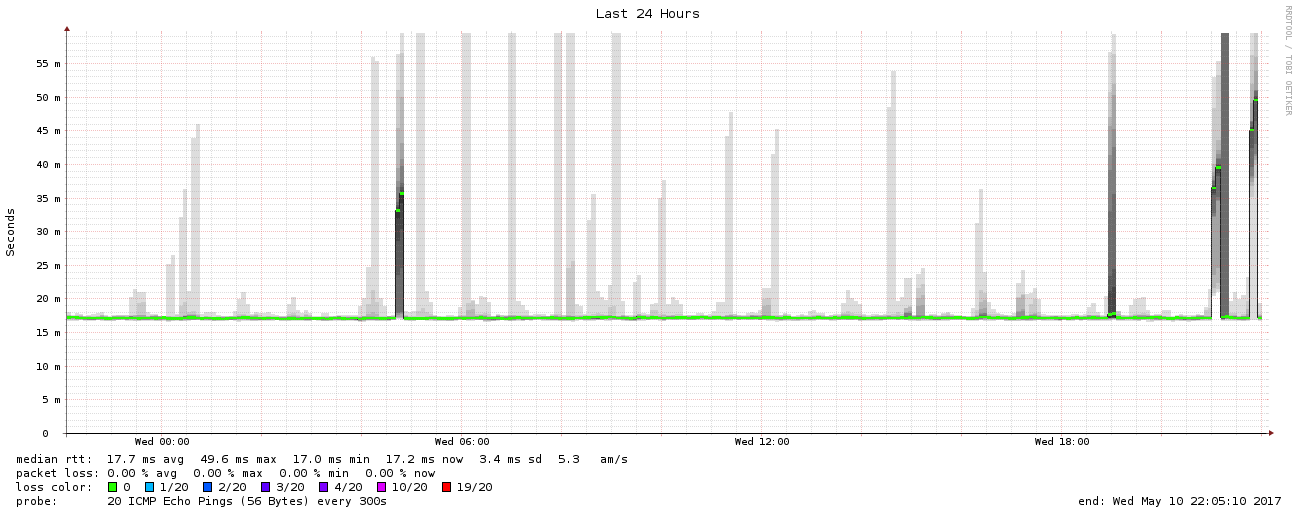 Last 24 Hours
RRDTOOL / TOBI OETIKER
Seconds
55 m
50 m
45 m
40 m
35 m
30 m
25 m
20 m
15 m
10 m
5 m
0
Wed 00:00 Wed 06:00 Wed 12:00 Wed 18:00
median rtt: 17.7 ms avg 49.6 ms max 17.0 ms min 17.2 ms now 3.4 ms sd 5.3 am/s
packet loss: 0.00 % avg 0.00 % max 0.00 % min 0.00 % now
loss color: 0 1/20 2/20 3/20 4/20 10/20 19/20
probe: 20 ICMP Echo Pings (56 Bytes) every 300s end: Wed May 10 22:05:10 2017